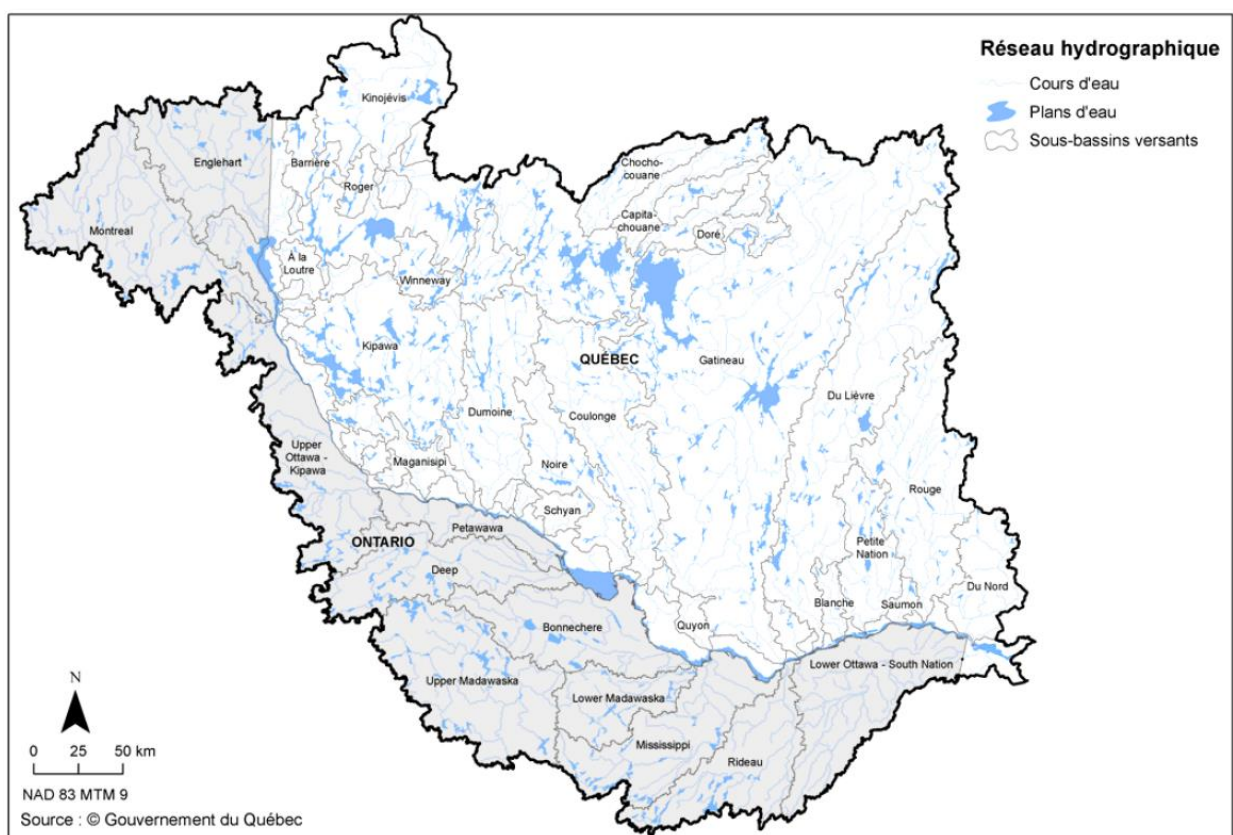 Réseau hydrographique
Cours d'eau
Plans d'eau
Sous-bassins versants
Kinojévis
Englehart
Barrière
Roger
Chocho-
couane
Capita-
chouane
Doré
Montreal
À la
Loutre
Winneway
Kipawa
QUÉBEC
Gatineau
Du Lièvre
Dumoine
Coulonge
Upper
Ottawa -
Kipawa
Maganisipi
Noire
Rouge
Schyan
Petawawa
ONTARIO
Petite
Nation
Deep
Du Nord
Blanche
Saumon
Bonnechere
Quyon
Lower Ottawa - South Nation
Upper Madawaska
Lower Madawaska
Mississippi
Rideau
N
0 25 50 km
NAD 83 MTM 9
Source : © Gouvernement du Québec